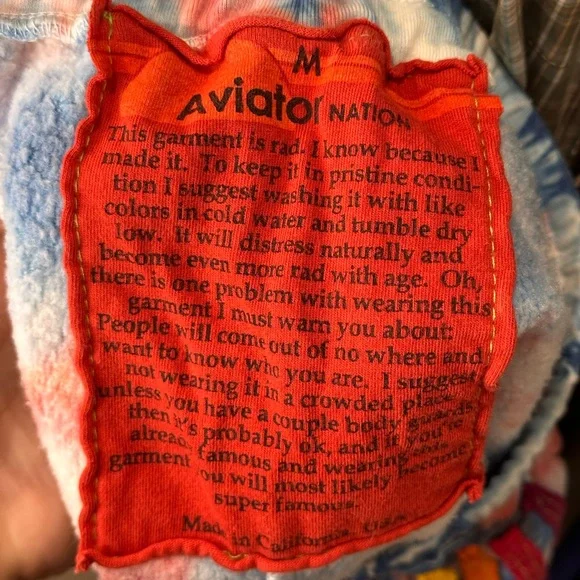 M
Aviator NATION
This garment is rad. I know because I
made it. To keep it in pristine condi-
tion I suggest washing it with like
colors in cold water and tumble dry
low. It will distress naturally and
become even more rad with age. Oh,
there is one problem with wearing this
garment I must warn you about:
People will come out of no where and
want to know who you are. I suggest
not wearing it in a crowded place
unless you have a couple body guards
then it's probably ok, and if you're
alread famous and wearing this
garment you will most likely become
super famous.
Made in California, USA